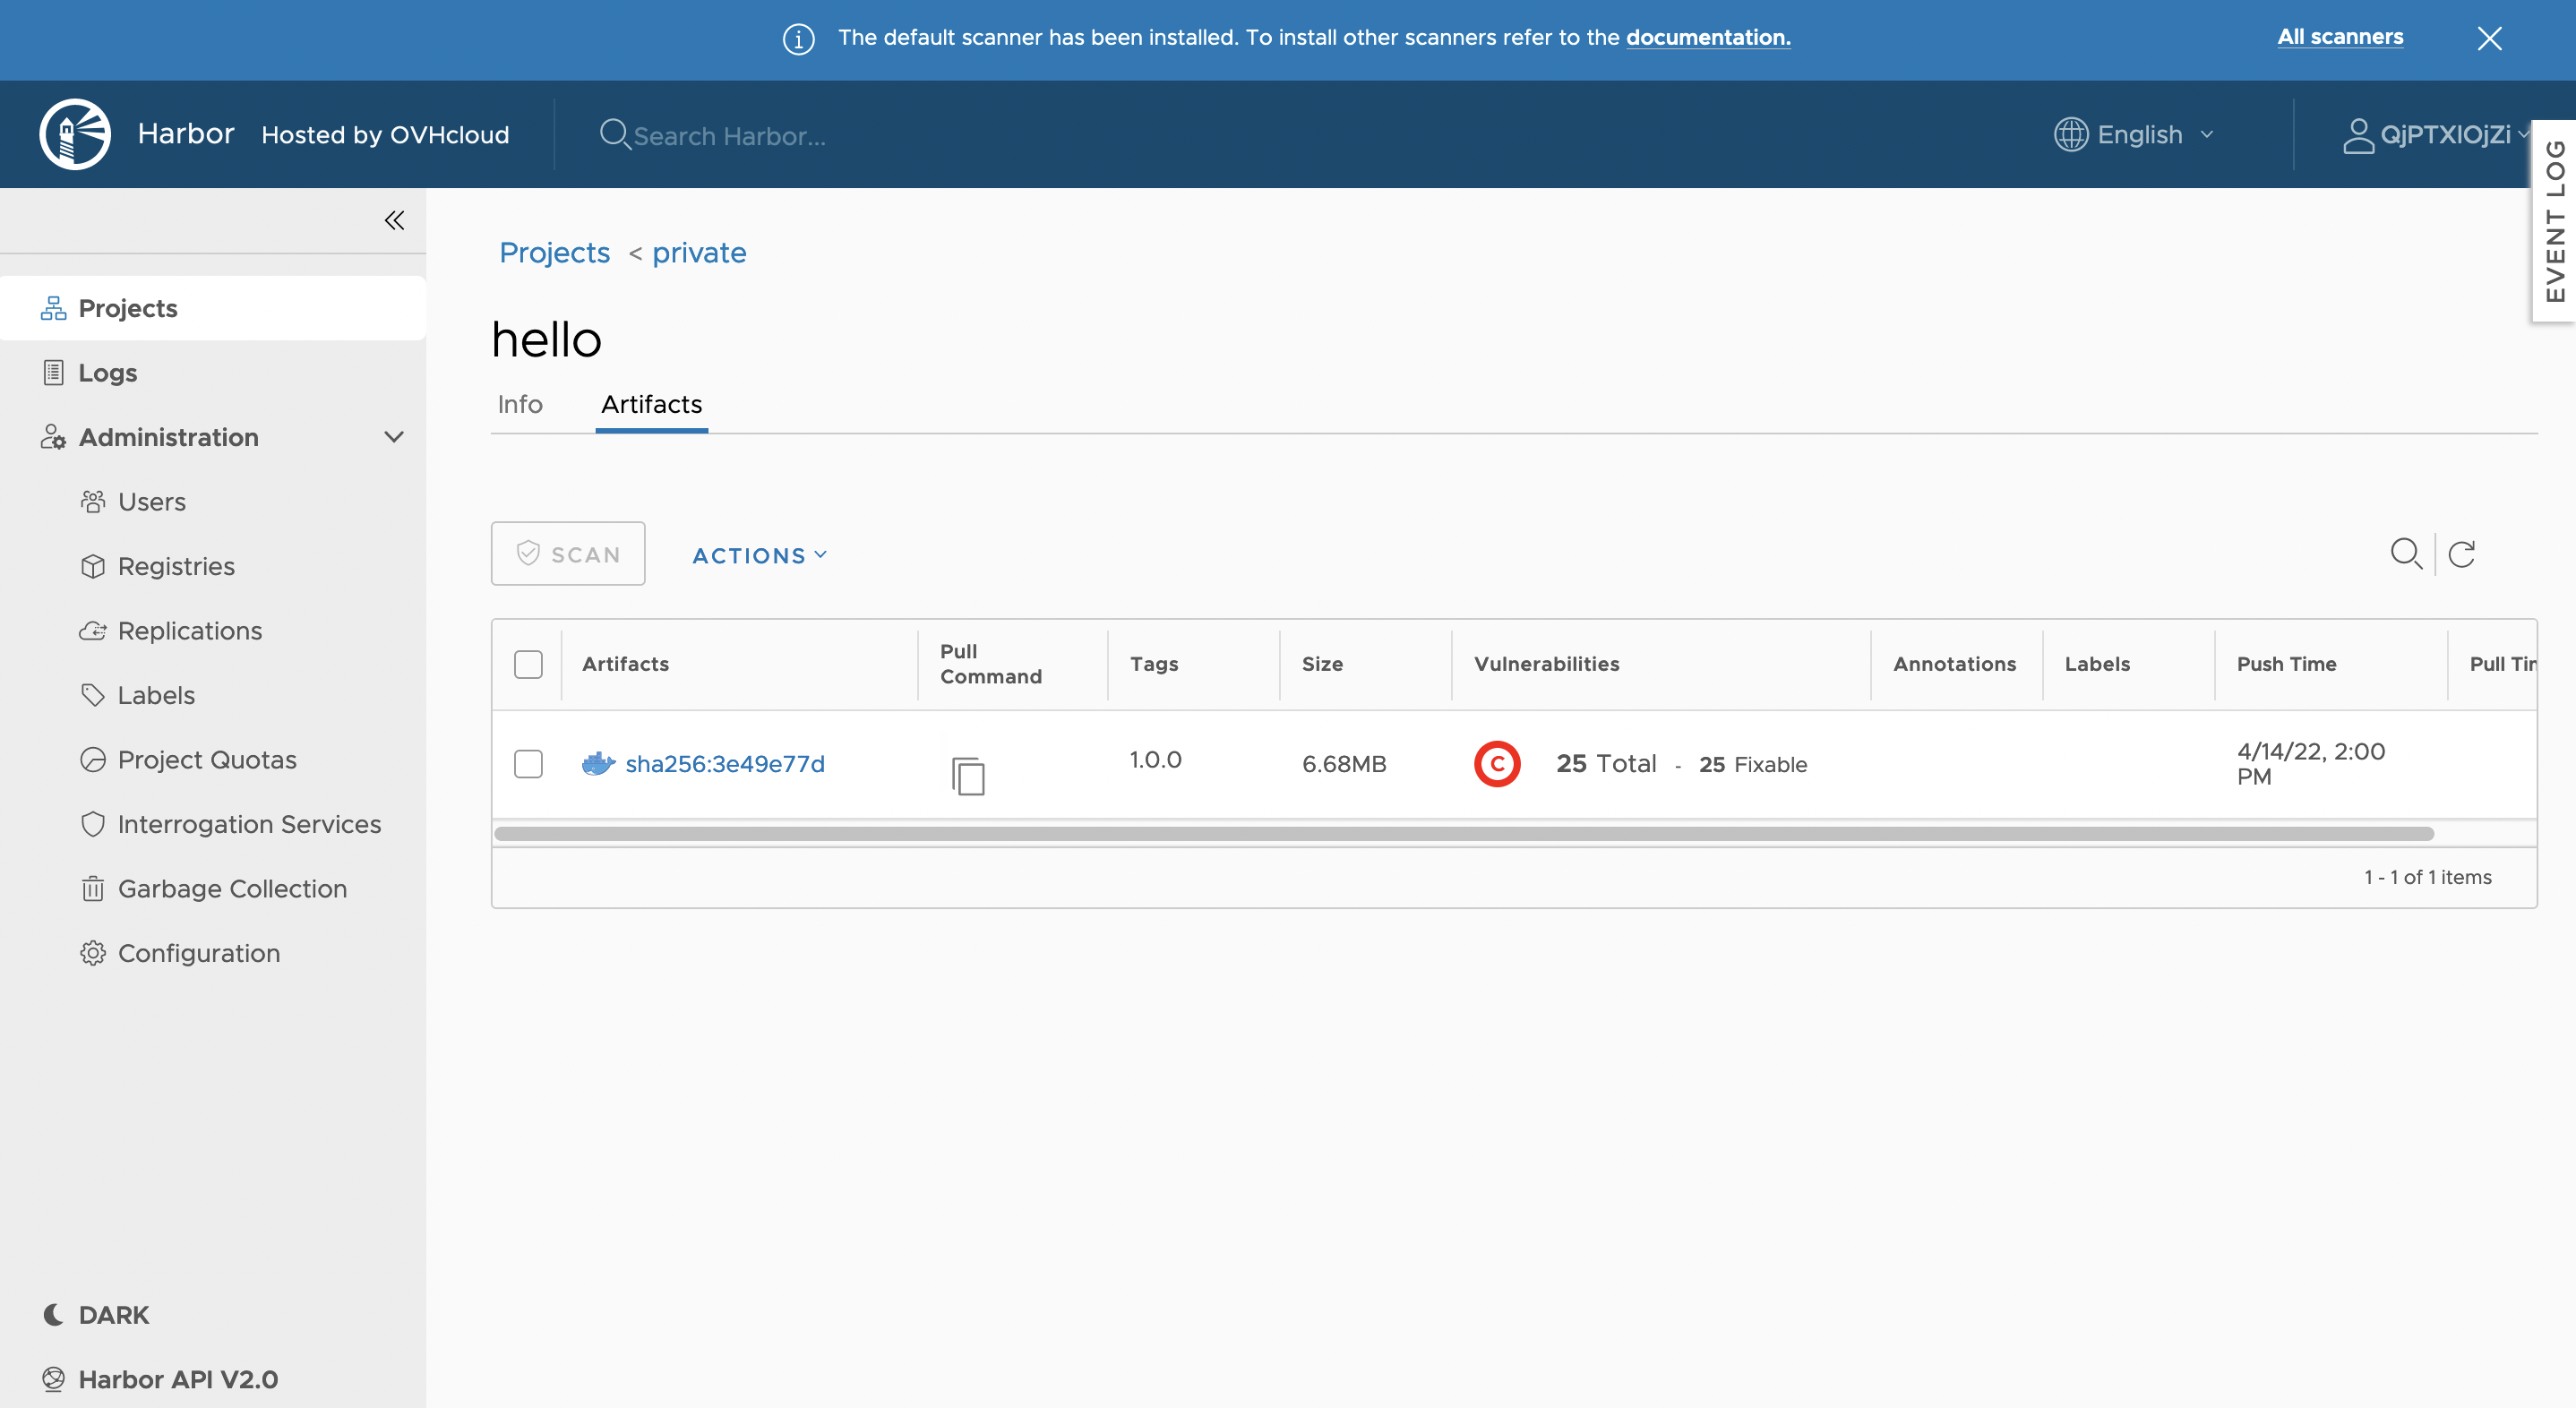 The default scanner has been installed. To install other scanners refer to the documentation.
All scanners
Harbor Hosted by OVHcloud
Search Harbor...
English
QjPTXlOjZi
EVENT LOG
Projects
Logs
Administration
Users
Registries
Replications
Labels
Project Quotas
Interrogation Services
Garbage Collection
Configuration
DARK
Harbor API V2.0
Projects < private
hello
Info Artifacts
SCAN ACTIONS
Artifacts Pull Command Tags Size Vulnerabilities Annotations Labels Push Time Pull Tim
sha256:3e49e77d 1.0.0 6.68MB C 25 Total - 25 Fixable 4/14/22, 2:00 PM
1 - 1 of 1 items